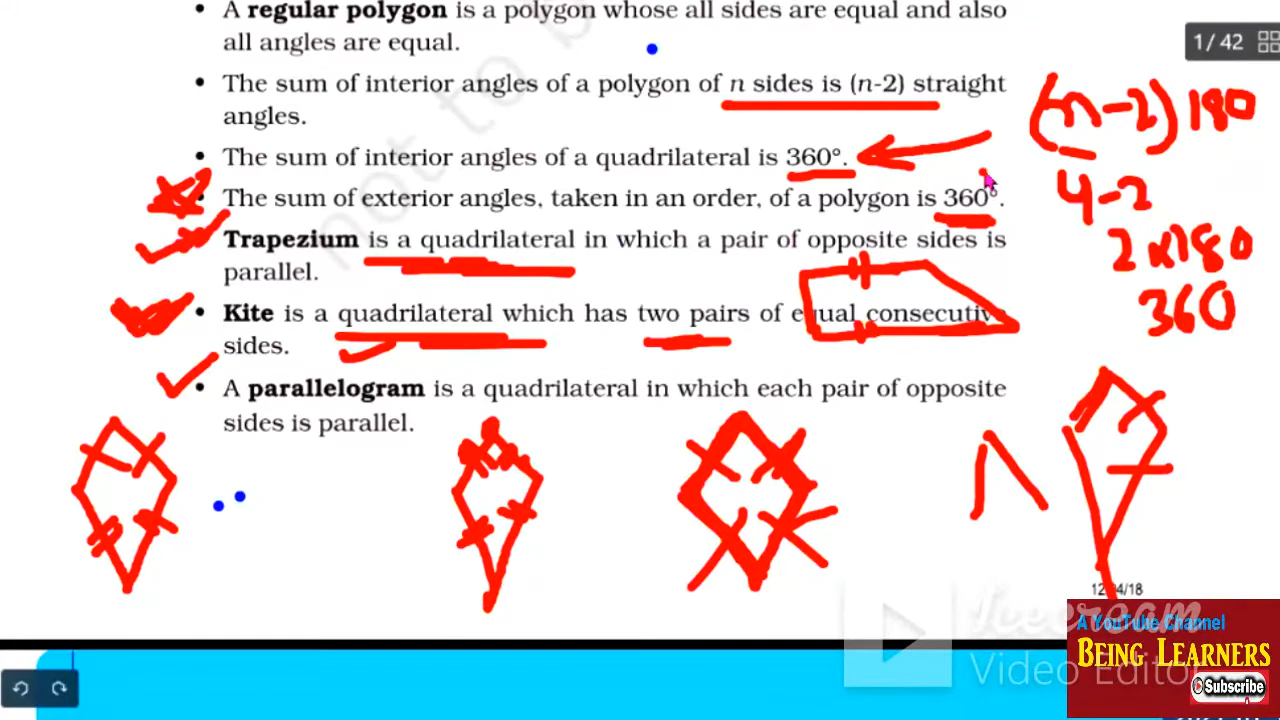 • A regular polygon is a polygon whose all sides are equal and also
all angles are equal.
1 / 42
• The sum of interior angles of a polygon of n sides is (n-2) straight
angles.
(n-2) 180
• The sum of interior angles of a quadrilateral is 360°.
4-2
• The sum of exterior angles, taken in an order, of a polygon is 360°.
2 x 180
• Trapezium is a quadrilateral in which a pair of opposite sides is
parallel.
360
• Kite is a quadrilateral which has two pairs of equal consecutive
sides.
• A parallelogram is a quadrilateral in which each pair of opposite
sides is parallel.
not to b
Icecream
Video Editor
A YouTube Channel
BEING LEARNERS
Subscribe